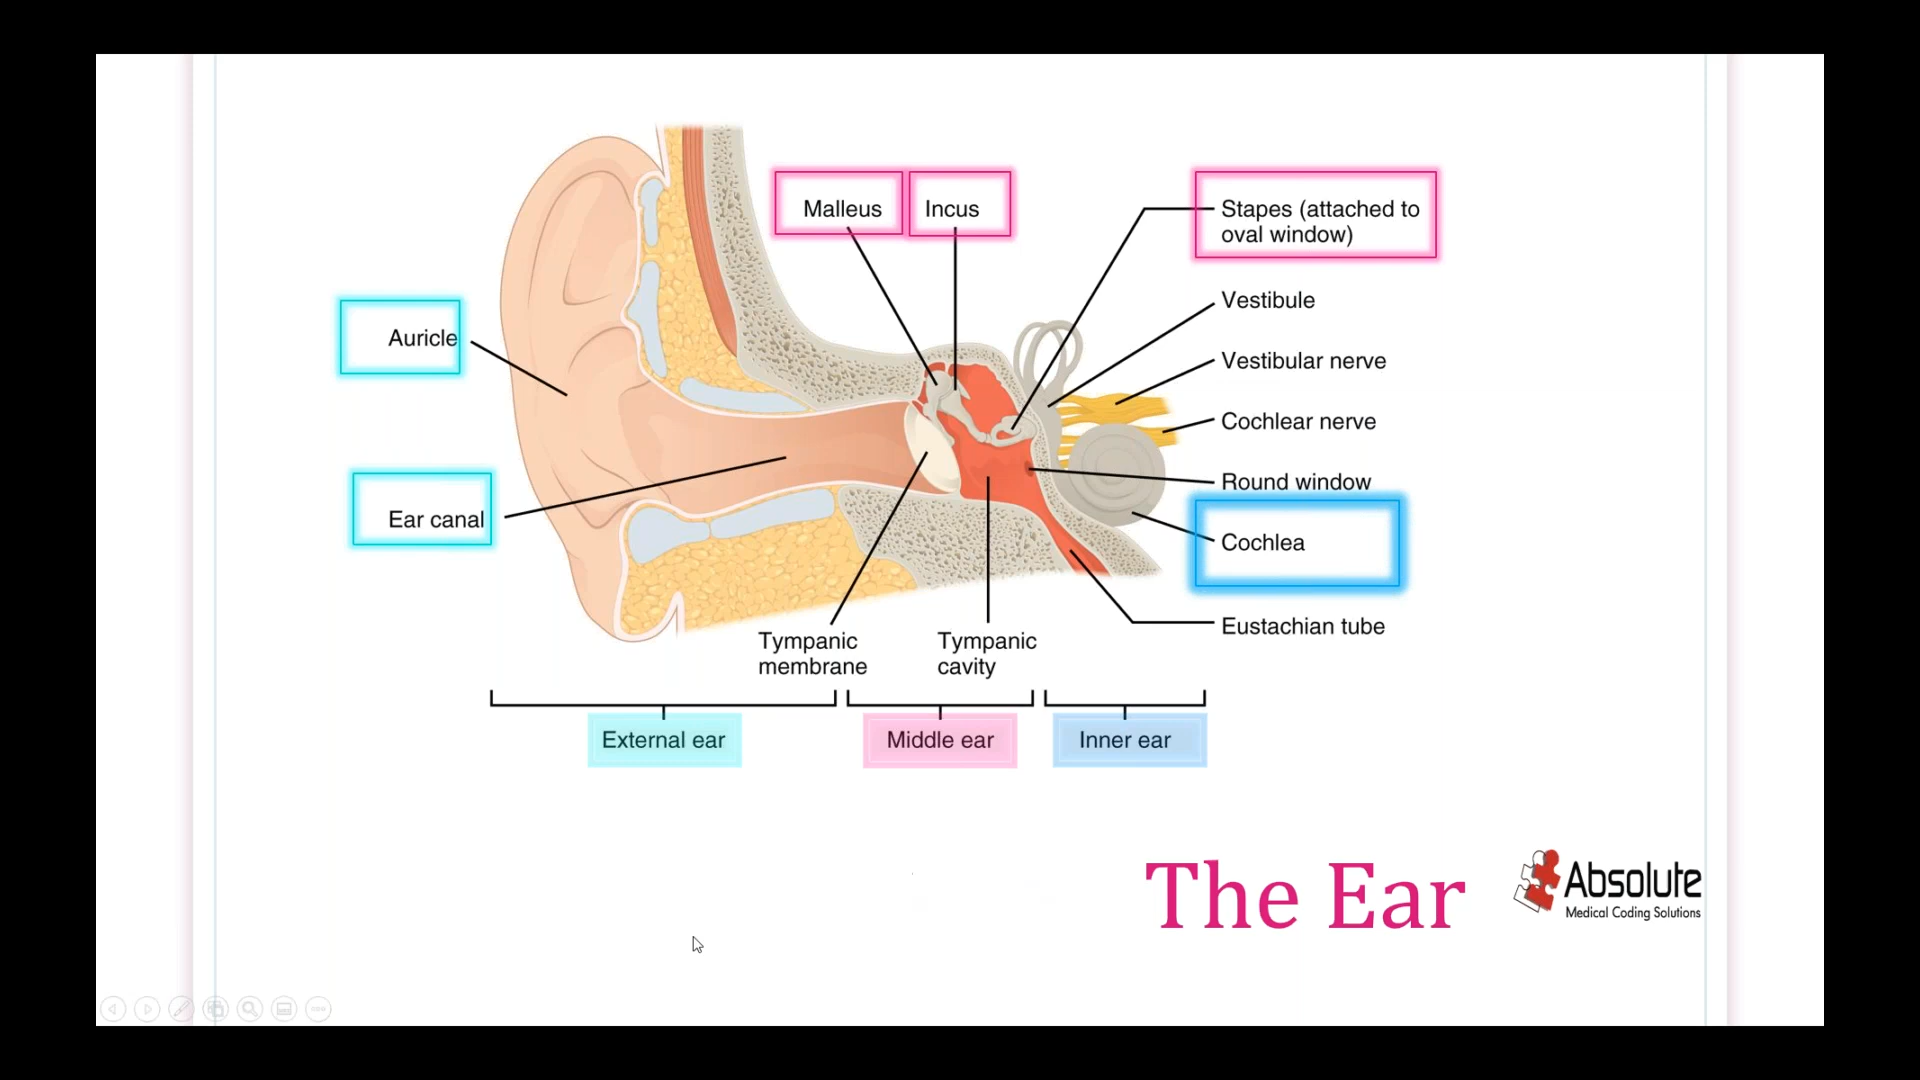 Malleus
Incus
Stapes (attached to
oval window)
Vestibule
Auricle
Vestibular nerve
Cochlear nerve
Round window
Ear canal
Cochlea
Eustachian tube
Tympanic
membrane
Tympanic
cavity
External ear
Middle ear
Inner ear
The Ear
Absolute
Medical Coding Solutions